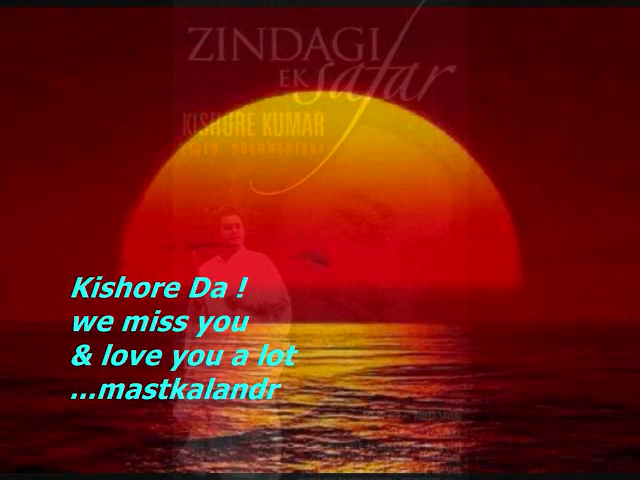 ZINDAGI
EK safar
KISHORE KUMAR
Kishore Da !
we miss you
& love you a lot
...mastkalandr